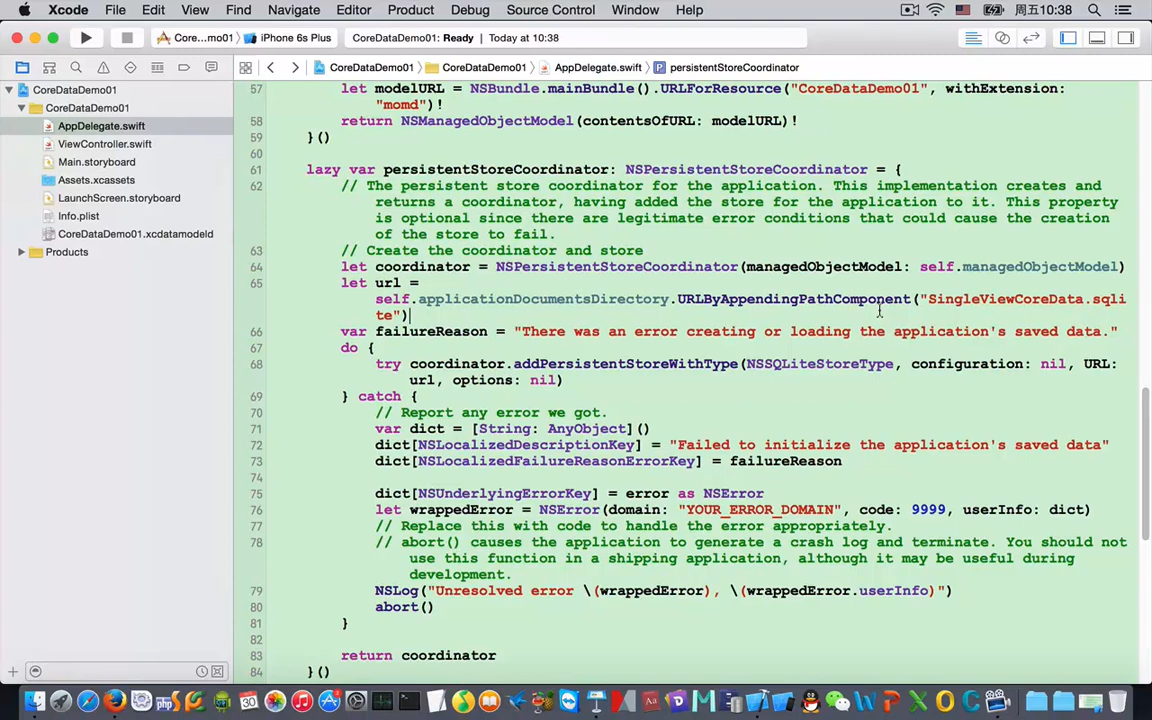 Xcode File Edit View Find Navigate Editor Product Debug Source Control Window Help 周五10:38
Core...mo01 iPhone 6s Plus CoreDataDemo01: Ready Today at 10:38
CoreDataDemo01 CoreDataDemo01 AppDelegate.swift P persistentStoreCoordinator
CoreDataDemo01
CoreDataDemo01
AppDelegate.swift
ViewController.swift
Main.storyboard
Assets.xcassets
LaunchScreen.storyboard
Info.plist
CoreDataDemo01.xcdatamodeld
Products
57 let modelURL = NSBundle.mainBundle().URLForResource("CoreDataDemo01", withExtension:
"momd")!
58 return NSManagedObjectModel(contentsOfURL: modelURL)!
59 }()
60
61 lazy var persistentStoreCoordinator: NSPersistentStoreCoordinator = {
62 // The persistent store coordinator for the application. This implementation creates and
returns a coordinator, having added the store for the application to it. This property
is optional since there are legitimate error conditions that could cause the creation
of the store to fail.
63 // Create the coordinator and store
64 let coordinator = NSPersistentStoreCoordinator(managedObjectModel: self.managedObjectModel)
65 let url =
self.applicationDocumentsDirectory.URLByAppendingPathComponent("SingleViewCoreData.sqli
te")
66 var failureReason = "There was an error creating or loading the application's saved data."
67 do {
68 try coordinator.addPersistentStoreWithType(NSSQLiteStoreType, configuration: nil, URL:
url, options: nil)
69 } catch {
70 // Report any error we got.
71 var dict = [String: AnyObject]()
72 dict[NSLocalizedDescriptionKey] = "Failed to initialize the application's saved data"
73 dict[NSLocalizedFailureReasonErrorKey] = failureReason
74
75 dict[NSUnderlyingErrorKey] = error as NSError
76 let wrappedError = NSError(domain: "YOUR_ERROR_DOMAIN", code: 9999, userInfo: dict)
77 // Replace this with code to handle the error appropriately.
78 // abort() causes the application to generate a crash log and terminate. You should not
use this function in a shipping application, although it may be useful during
development.
79 NSLog("Unresolved error \(wrappedError), \(wrappedError.userInfo)")
80 abort()
81 }
82
83 return coordinator
84 }()